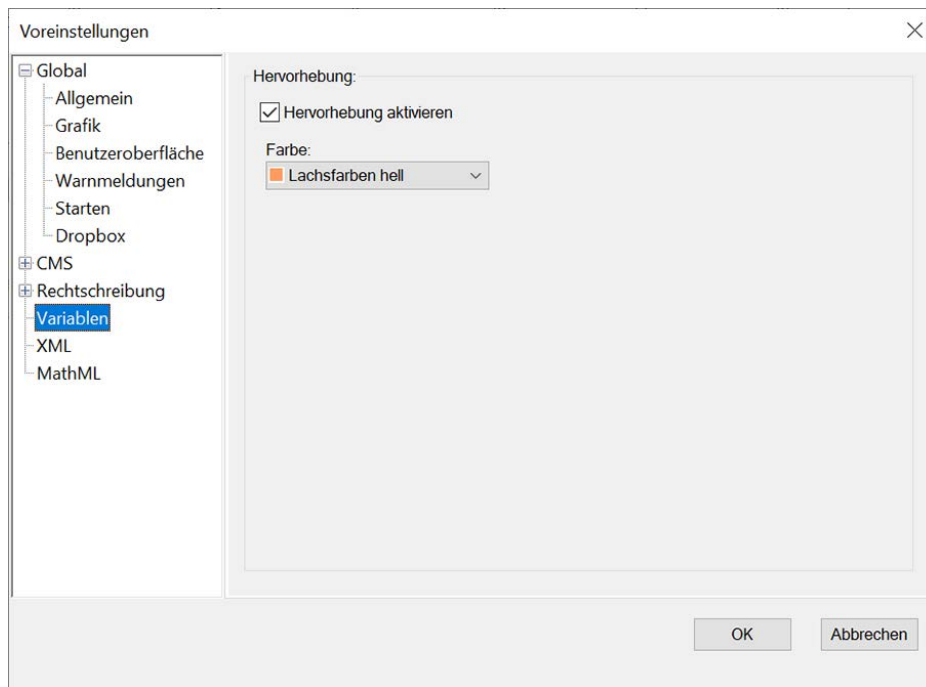 Voreinstellungen
Global
Allgemein
Grafik
Benutzeroberfläche
Warnmeldungen
Starten
Dropbox
CMS
Rechtschreibung
Variablen
XML
MathML
Hervorhebung:
Hervorhebung aktivieren
Farbe:
Lachsfarben hell
OK Abbrechen